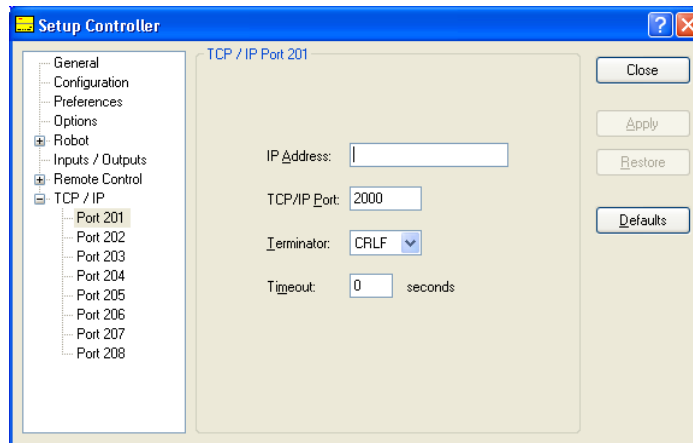 Setup Controller
General
Configuration
Preferences
Options
Robot
Inputs / Outputs
Remote Control
TCP / IP
Port 201
Port 202
Port 203
Port 204
Port 205
Port 206
Port 207
Port 208
TCP / IP Port 201
IP Address:
TCP/IP Port: 2000
Terminator: CRLF
Timeout: 0 seconds
Close
Apply
Restore
Defaults